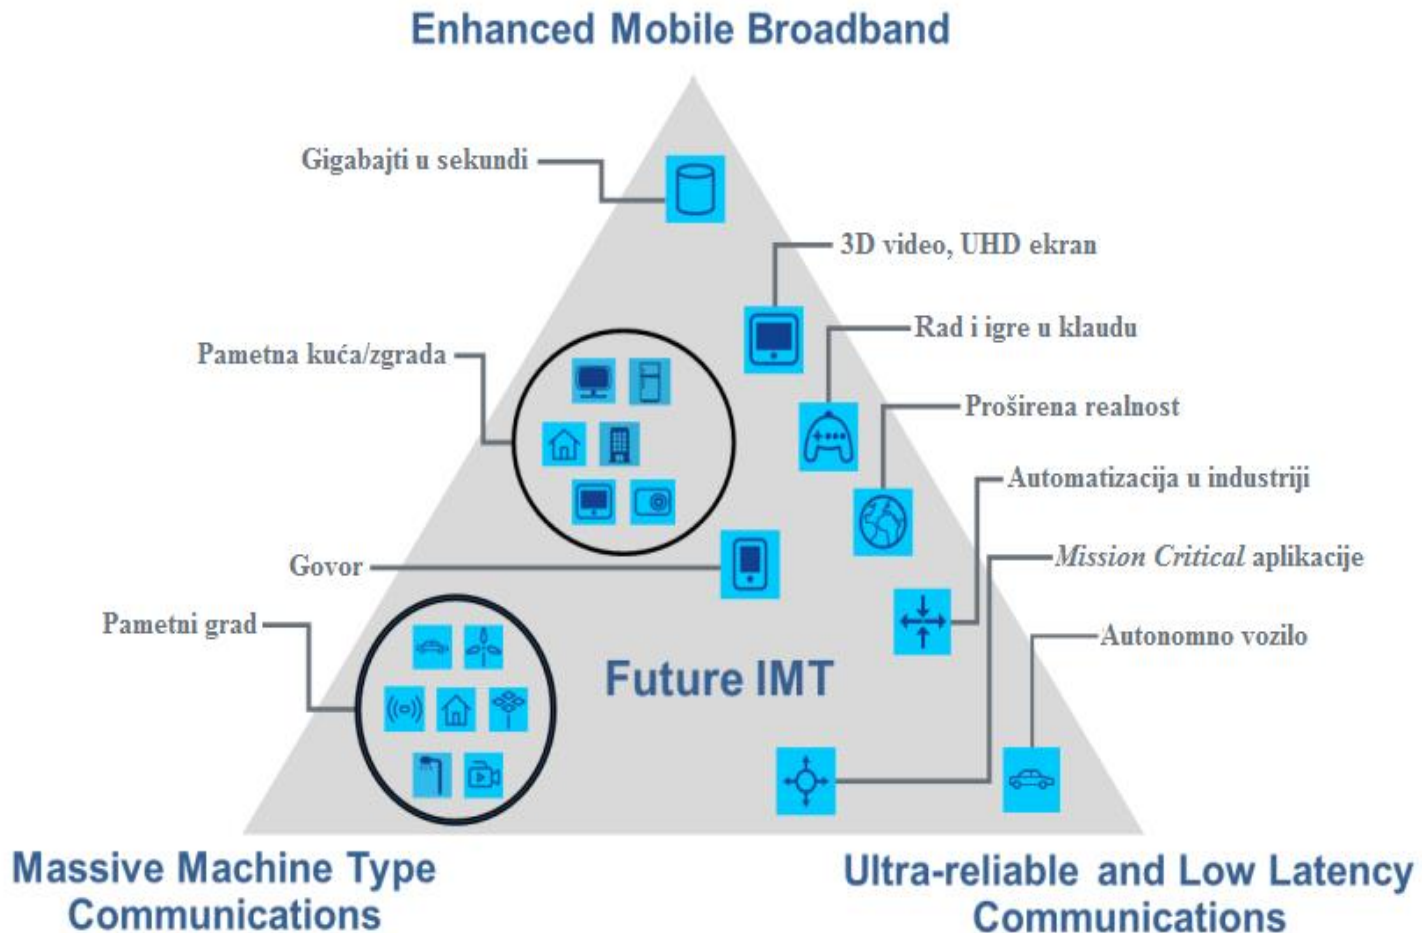 Enhanced Mobile Broadband
Gigabajti u sekundi
3D video, UHD ekran
Rad i igre u klaudu
Pametna kuća/zgrada
Proširena realnost
Automatizacija u industriji
Mission Critical aplikacije
Govor
Pametni grad
Autonomno vozilo
Future IMT
Massive Machine Type
Communications
Ultra-reliable and Low Latency
Communications